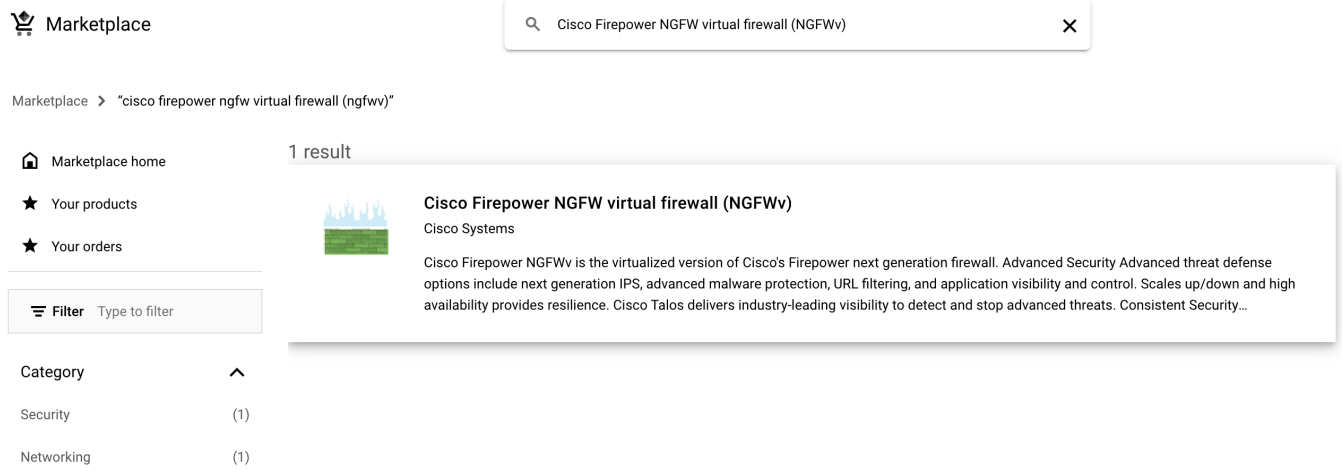 Marketplace
Cisco Firepower NGFW virtual firewall (NGFWv)
Marketplace > “cisco firepower ngfw virtual firewall (ngfwv)”
Marketplace home
Your products
Your orders
Filter Type to filter
Category
Security (1)
Networking (1)
1 result
Cisco Firepower NGFW virtual firewall (NGFWv)
Cisco Systems
Cisco Firepower NGFWv is the virtualized version of Cisco's Firepower next generation firewall. Advanced Security Advanced threat defense
options include next generation IPS, advanced malware protection, URL filtering, and application visibility and control. Scales up/down and high
availability provides resilience. Cisco Talos delivers industry-leading visibility to detect and stop advanced threats. Consistent Security…